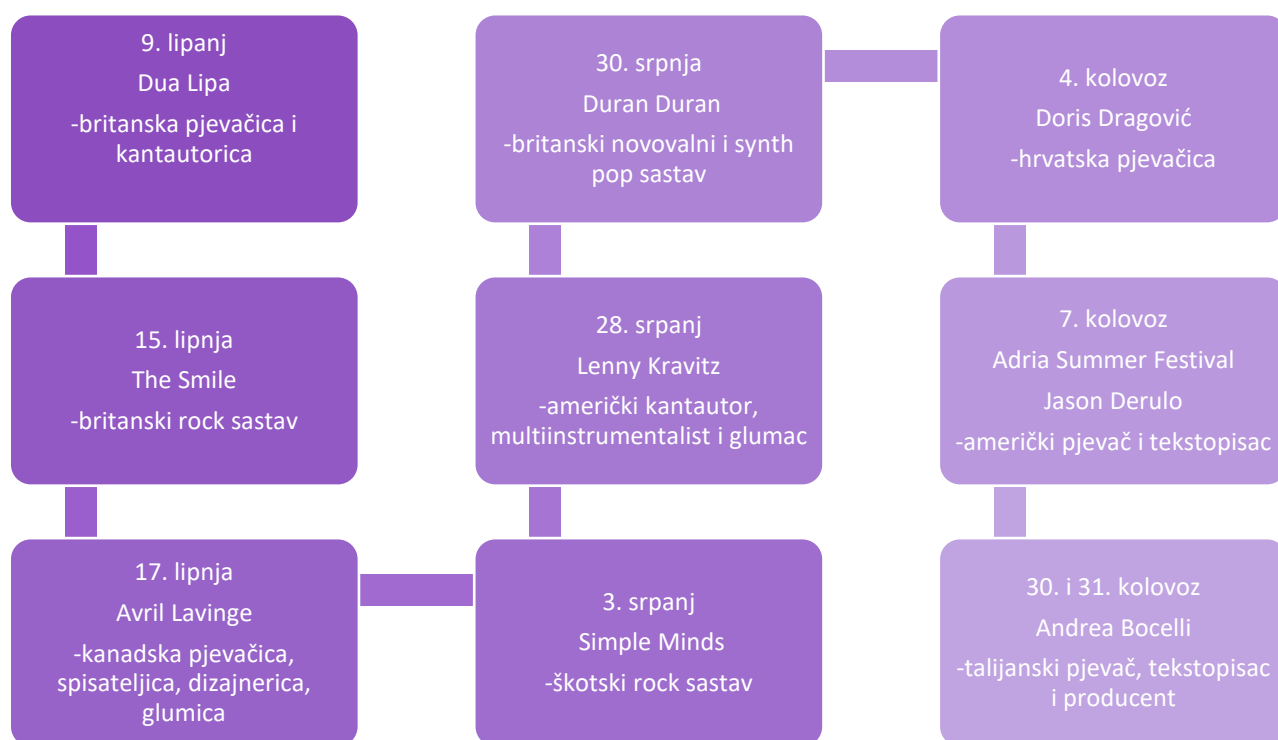 9. lipanj
Dua Lipa
-britanska pjevačica i
kantautorica
15. lipnja
The Smile
-britanski rock sastav
17. lipnja
Avril Lavinge
-kanadska pjevačica,
spisateljica, dizajnerica,
glumica
3. srpanj
Simple Minds
-škotski rock sastav
28. srpanj
Lenny Kravitz
-američki kantautor,
multiinstrumentalist i glumac
30. srpnja
Duran Duran
-britanski novovalni i synth
pop sastav
4. kolovoz
Doris Dragović
-hrvatska pjevačica
7. kolovoz
Adria Summer Festival
Jason Derulo
-američki pjevač i tekstopisac
30. i 31. kolovoz
Andrea Bocelli
-talijanski pjevač, tekstopisac
i producent